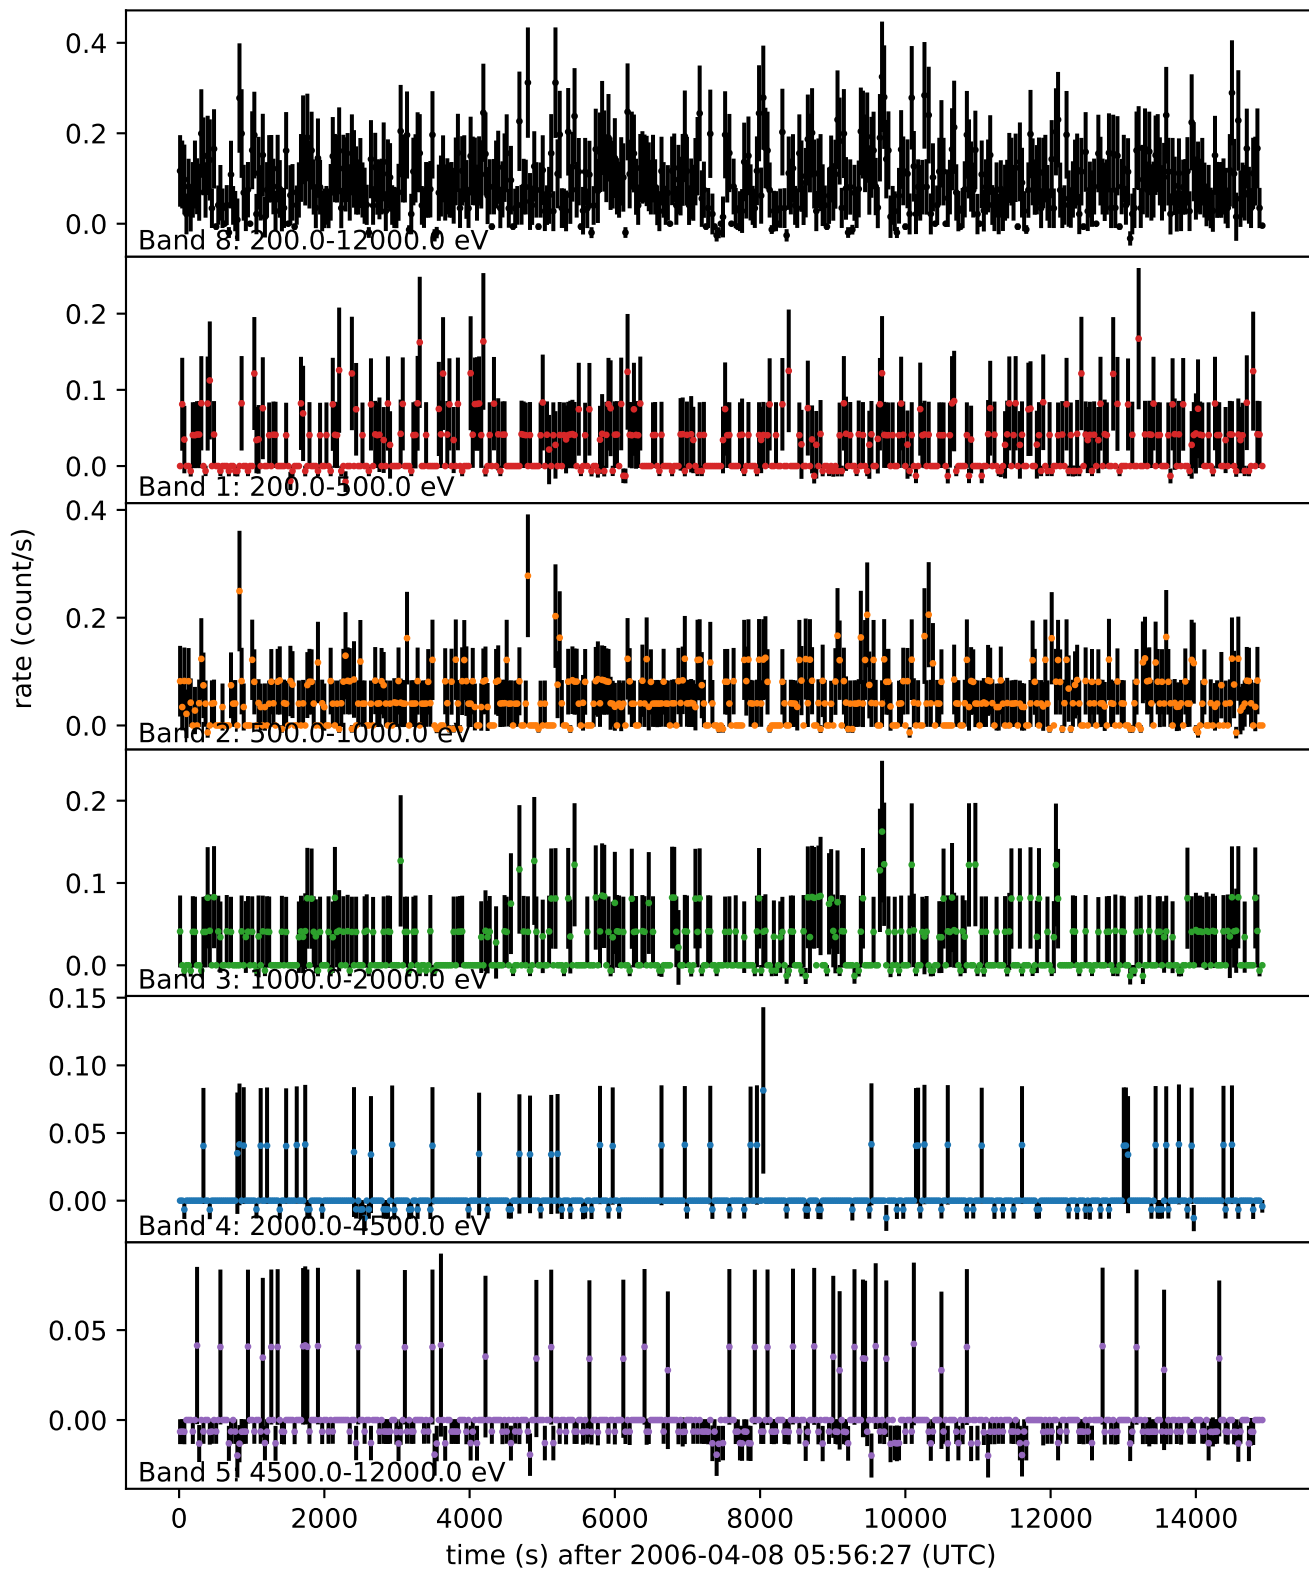 0.4
0.2
0.0
Band 8: 200.0-12000.0 eV
0.2
0.1
0.0
Band 1: 200.0-500.0 eV
0.4
0.2
0.0
Band 2: 500.0-1000.0 eV
rate (count/s)
0.2
0.1
0.0
Band 3: 1000.0-2000.0 eV
0.15
0.10
0.05
0.00
Band 4: 2000.0-4500.0 eV
0.05
0.00
Band 5: 4500.0-12000.0 eV
0 2000 4000 6000 8000 10000 12000 14000
time (s) after 2006-04-08 05:56:27 (UTC)